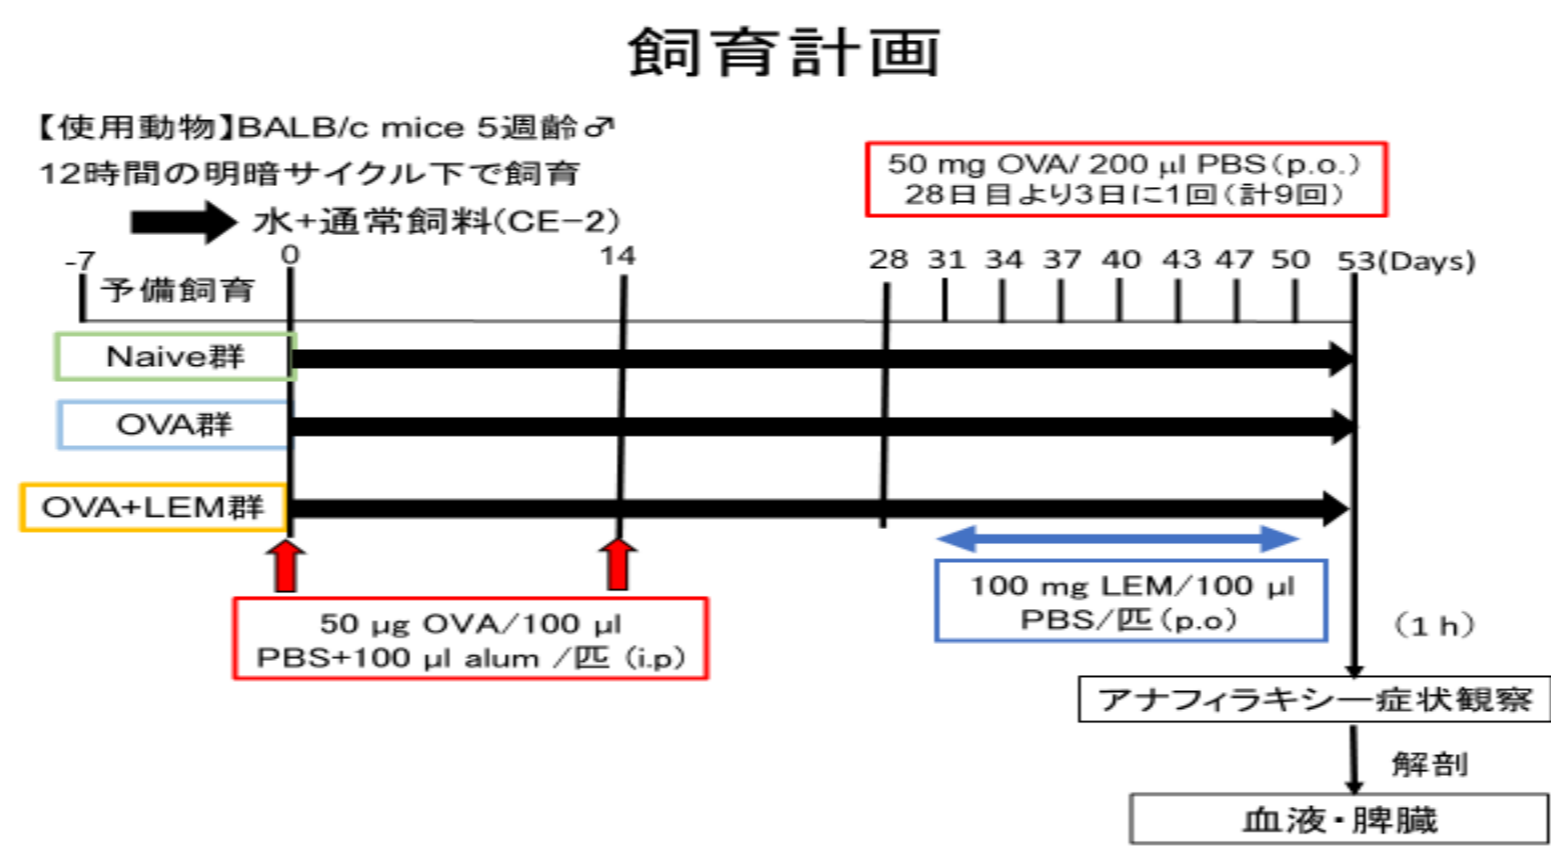 飼育計画
【使用動物】BALB/c mice 5週齢♂
12時間の明暗サイクル下で飼育
水+通常飼料(CE-2)
50 mg OVA/ 200 μl PBS(p.o.)
28日目より3日に1回(計9回)
-7 0 14 28 31 34 37 40 43 47 50 53(Days)
予備飼育
Naive群
OVA群
OVA+LEM群
50 μg OVA/100 μl
PBS+100 μl alum /匹 (i.p)
100 mg LEM/100 μl
PBS/匹(p.o)
(1 h)
アナフィラキシー症状観察
解剖
血液・脾臓